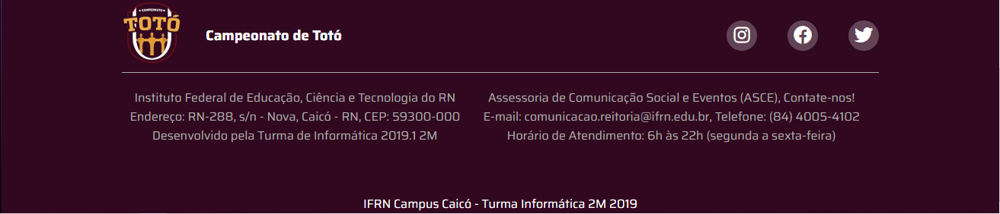 CAMPEONATO
TOTÓ
Campeonato de Totó
Instituto Federal de Educação, Ciência e Tecnologia do RN
Endereço: RN-288, s/n - Nova, Caicó - RN, CEP: 59300-000
Desenvolvido pela Turma de Informática 2019.1 2M
Assessoria de Comunicação Social e Eventos (ASCE), Contate-nos!
E-mail: comunicacao.reitoria@ifrn.edu.br, Telefone: (84) 4005-4102
Horário de Atendimento: 6h às 22h (segunda a sexta-feira)
IFRN Campus Caicó - Turma Informática 2M 2019